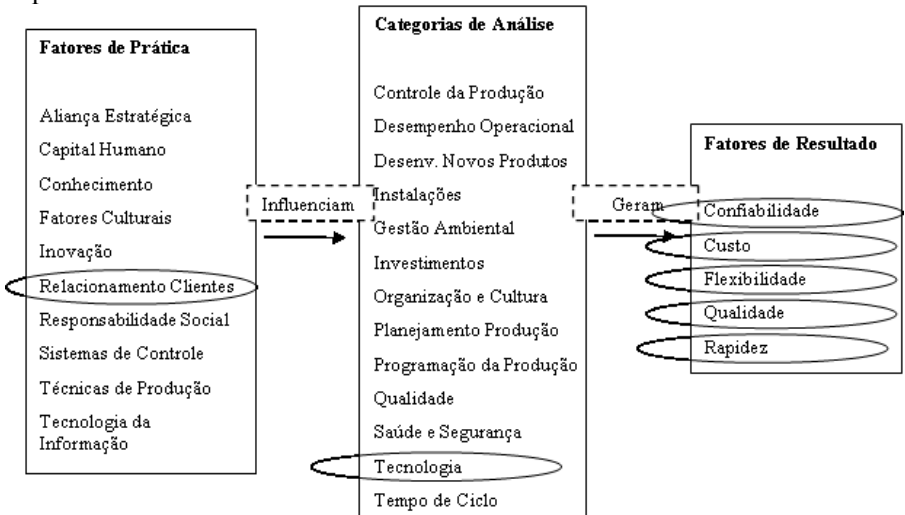 Fatores de Prática
Aliança Estratégica
Capital Humano
Conhecimento
Fatores Culturais
Inovação
Relacionamento Clientes
Responsabilidade Social
Sistemas de Controle
Técnicas de Produção
Tecnologia da
Informação
Influenciam
Categorias de Análise
Controle da Produção
Desempenho Operacional
Desenv. Novos Produtos
Instalações
Gestão Ambiental
Investimentos
Organização e Cultura
Planejamento Produção
Programação da Produção
Qualidade
Saúde e Segurança
Tecnologia
Tempo de Ciclo
Geram
Fatores de Resultado
Confiabilidade
Custo
Flexibilidade
Qualidade
Rapidez